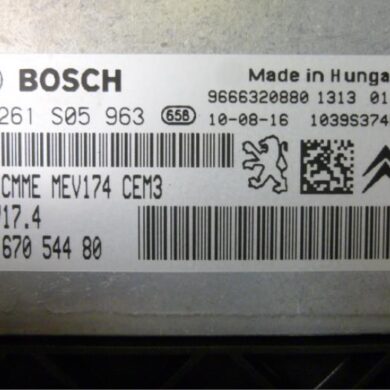 BOSCH
Made in Hunga
9666320880 1313 01
261 S05 963 658 10-08-16 1039S374
CMME MEV174 CEM3
17.4
670 544 80